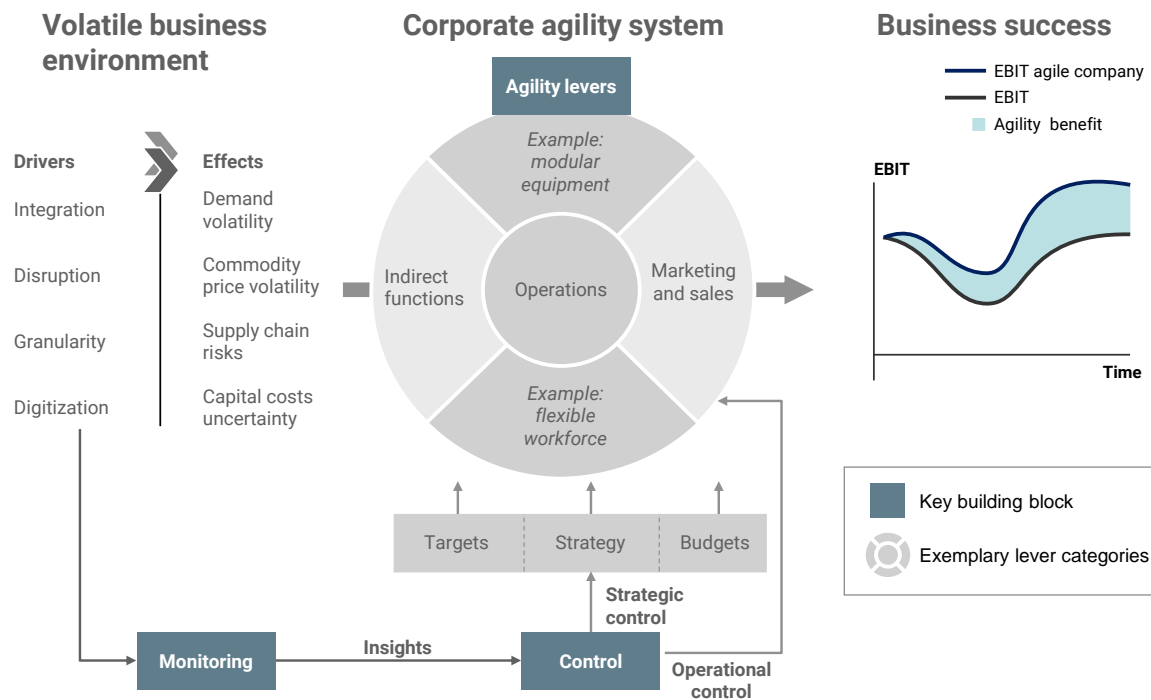 Volatile business
environment
Corporate agility system
Business success
EBIT agile company
EBIT
Agility benefit
Agility levers
Drivers
Effects
Integration
Demand
volatility
Disruption
Commodity
price volatility
Granularity
Supply chain
risks
Digitization
Capital costs
uncertainty
Example:
modular
equipment
Indirect
functions
Operations
Marketing
and sales
Example:
flexible
workforce
EBIT
Time
Targets
Strategy
Budgets
Strategic
control
Monitoring
Insights
Control
Operational
control
Key building block
Exemplary lever categories